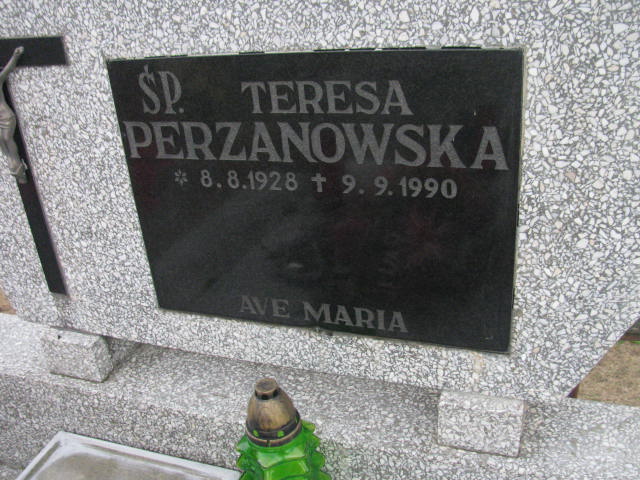 ŚP. TERESA
PERZANOWSKA
* 8.8.1928 ✝ 9.9.1990
AVE MARIA